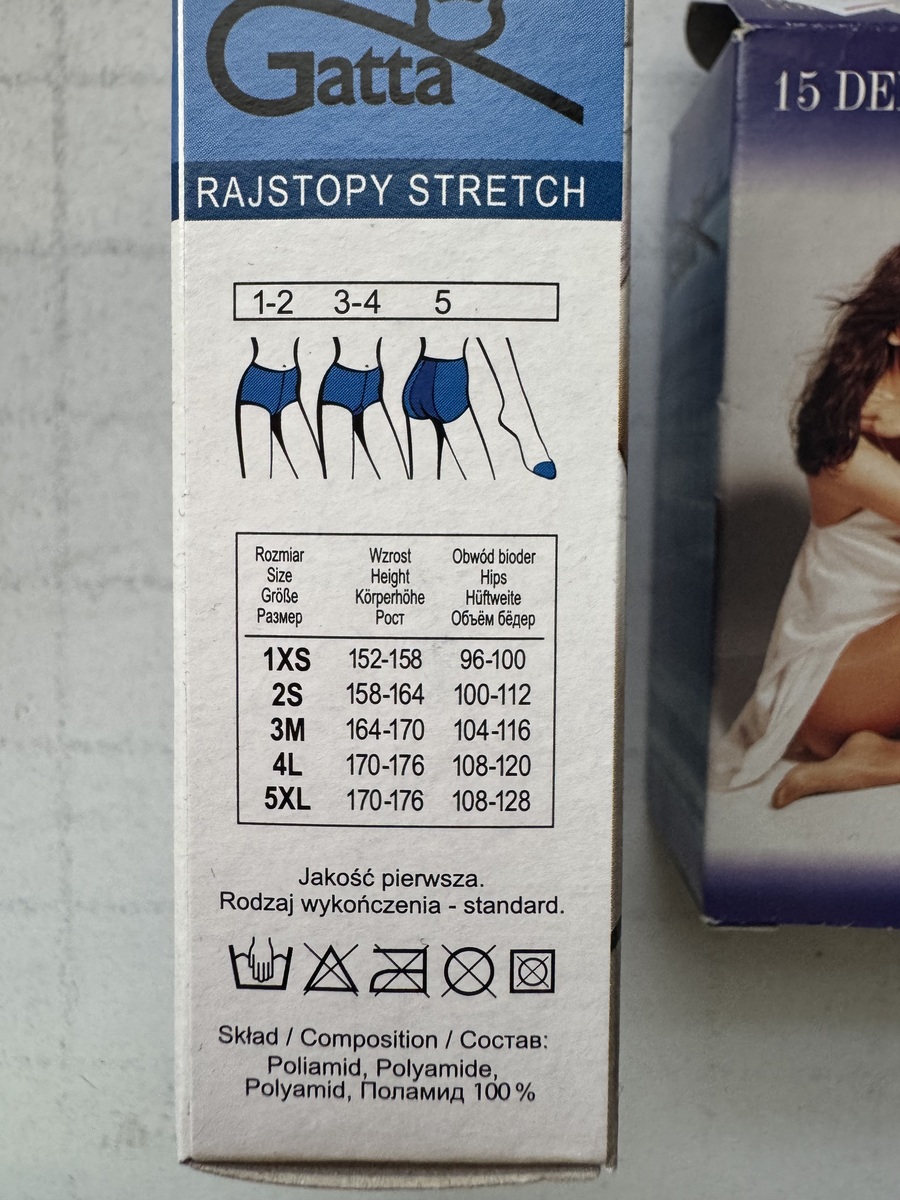 Gatta
RAJSTOPY STRETCH
1-2 3-4 5
Rozmiar Wzrost Obwód bioder
Size Height Hips
Größe Körperhöhe Hüftweite
Размер Рост Объём бёдер
1XS 152-158 96-100
2S 158-164 100-112
3M 164-170 104-116
4L 170-176 108-120
5XL 170-176 108-128
Jakość pierwsza.
Rodzaj wykończenia - standard.
Skład / Composition / Состав:
Poliamid, Polyamide,
Polyamid, Поламид 100 %
15